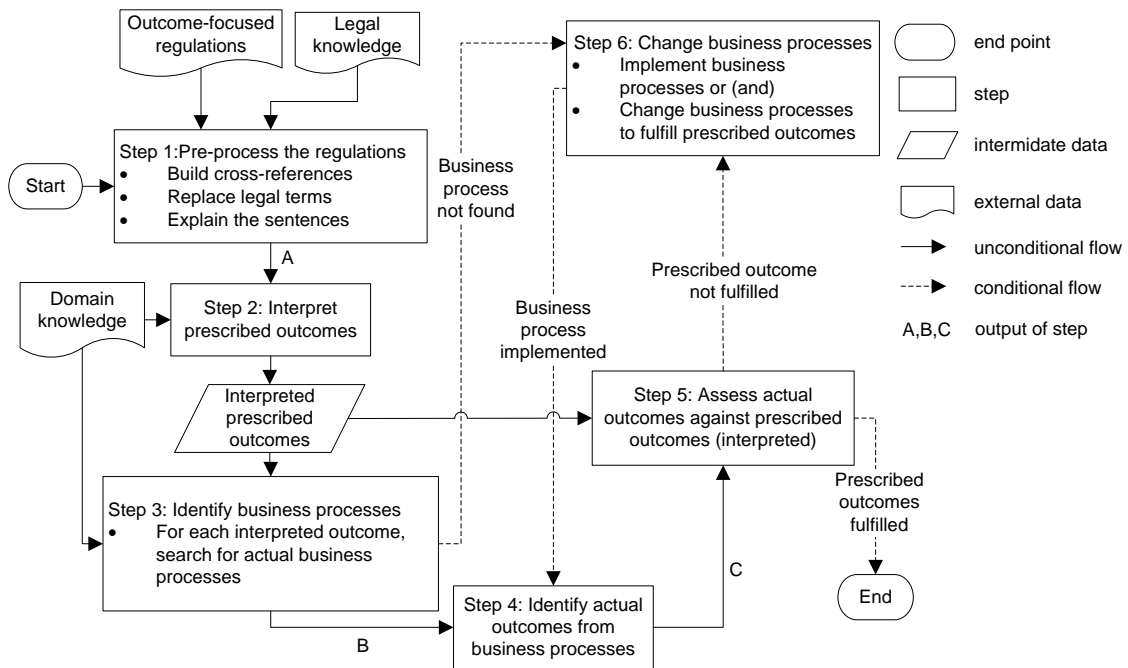 Outcome-focused
regulations
Legal
knowledge
Start
Step 1:Pre-process the regulations
• Build cross-references
• Replace legal terms
• Explain the sentences
A
Domain
knowledge
Step 2: Interpret
prescribed outcomes
Interpreted
prescribed
outcomes
Step 3: Identify business processes
• For each interpreted outcome,
search for actual business
processes
B
Business
process
not found
Step 6: Change business processes
• Implement business
processes or (and)
• Change business processes
to fulfill prescribed outcomes
Business
process
implemented
Prescribed outcome
not fulfilled
Step 5: Assess actual
outcomes against prescribed
outcomes (interpreted)
Prescribed
outcomes
fulfilled
C
Step 4: Identify actual
outcomes from
business processes
End
end point
step
intermidate data
external data
unconditional flow
conditional flow
A,B,C output of step